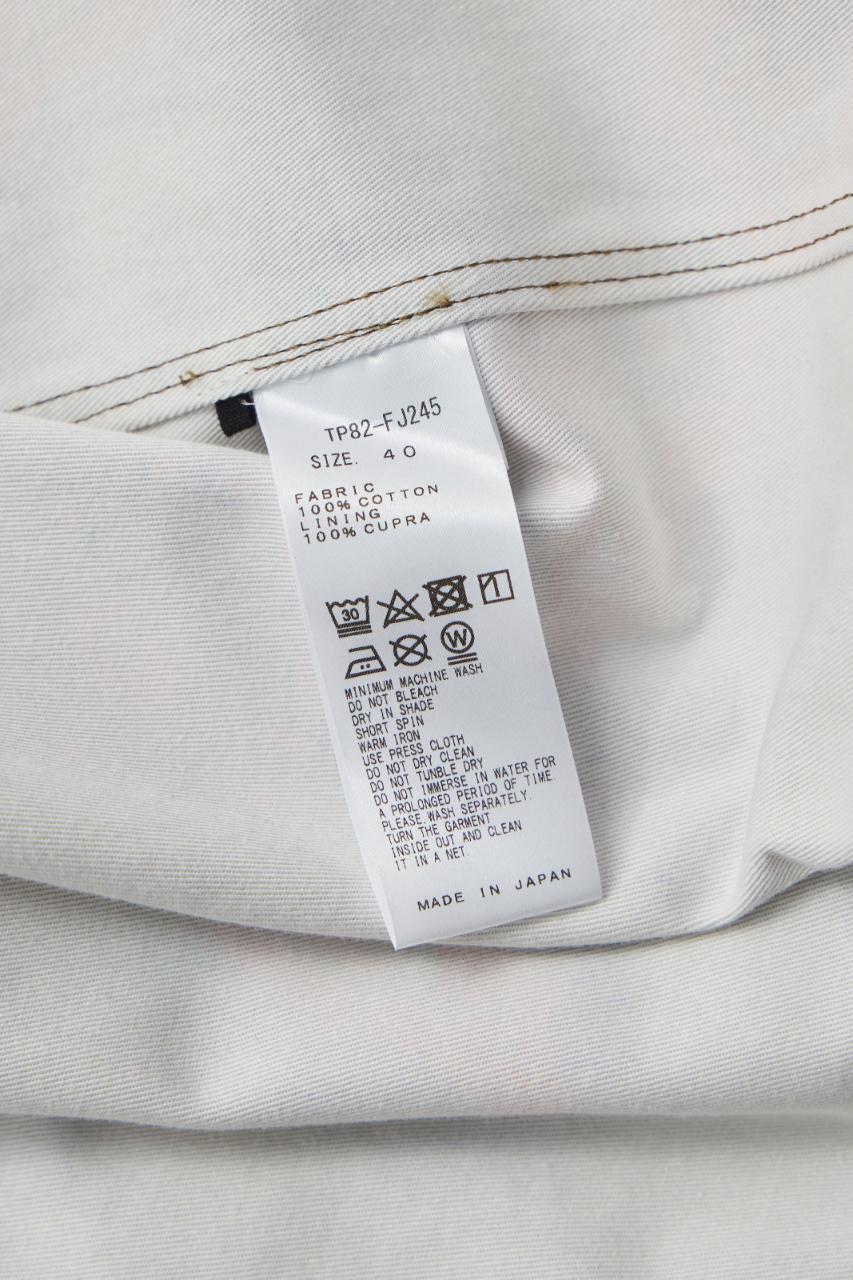 TP82-FJ245
SIZE. 40
FABRIC
100% COTTON
LINING
100% CUPRA
30
W
MINIMUM MACHINE WASH
DO NOT BLEACH
DRY IN SHADE
SHORT SPIN
WARM IRON
USE PRESS CLOTH
DO NOT DRY CLEAN
DO NOT TUNBLE DRY
DO NOT IMMERSE IN WATER FOR
A PROLONGED PERIOD OF TIME
PLEASE WASH SEPARATELY.
TURN THE GARMENT
INSIDE OUT AND CLEAN
IT IN A NET.
MADE IN JAPAN